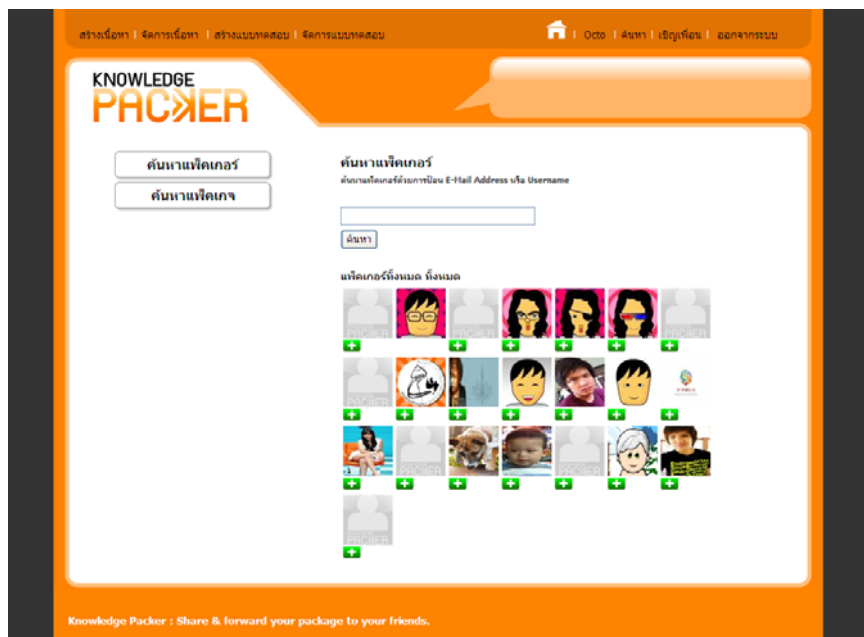 สร้างเนื้อหา | จัดการเนื้อหา | สร้างแบบทดสอบ | จัดการแบบทดสอบ | Octo | ค้นหา | เชิญเพื่อน | ออกจากระบบ
KNOWLEDGE
PACKER
ค้นหาแพ็คเกอร์
ค้นหาแพ็คเกจ
ค้นหาแพ็คเกอร์
ค้นหาแพ็คเกอร์ด้วยการป้อน E-Mail Address หรือ Username
ค้นหา
แพ็คเกอร์ทั้งหมด ทั้งหมด
PACKER
PACKER
PACKER
PACKER
PACKER
PACKER
PACKER
Knowledge Packer : Share & forward your package to your friends.